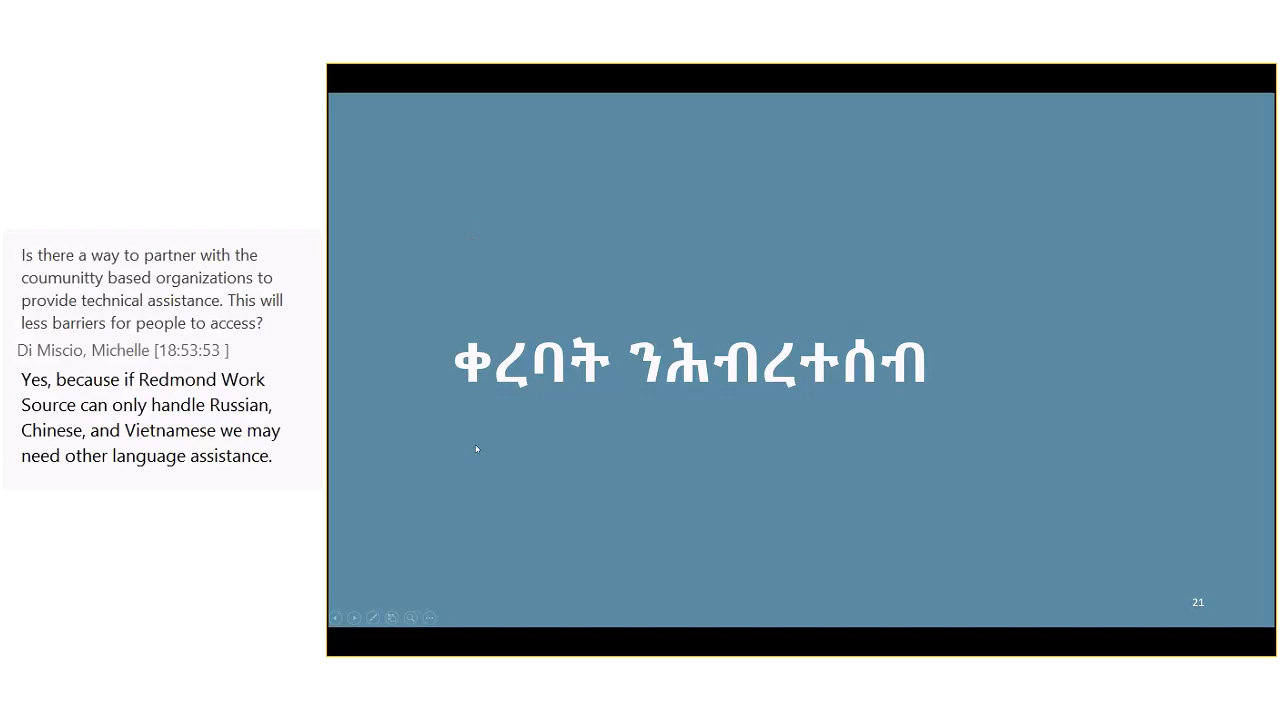 Is there a way to partner with the
coumunitty based organizations to
provide technical assistance. This will
less barriers for people to access?
Di Miscio, Michelle [18:53:53 ]
Yes, because if Redmond Work
Source can only handle Russian,
Chinese, and Vietnamese we may
need other language assistance.
ቀረባት ንሕብረተሰብ
21